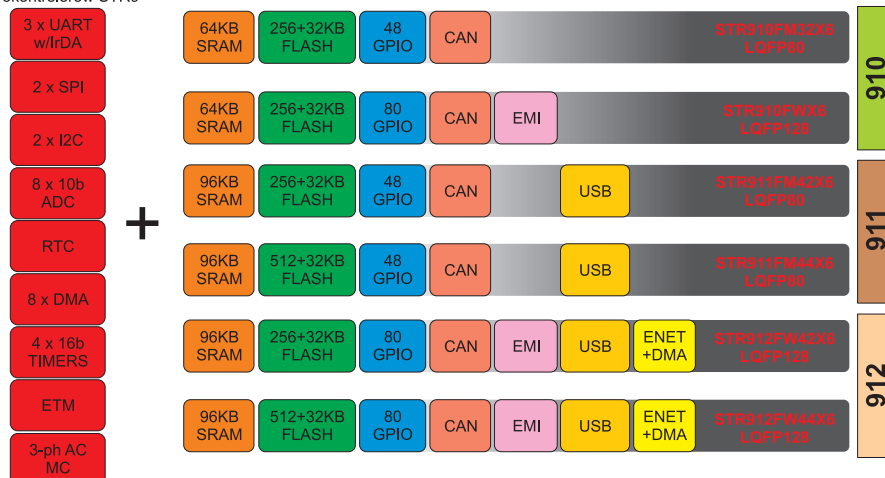 3 x UART
w/IrDA
2 x SPI
2 x I2C
8 x 10b
ADC
RTC
8 x DMA
4 x 16b
TIMERS
ETM
3-ph AC
MC
+
64KB
SRAM
256+32KB
FLASH
48
GPIO
CAN
STR910FM32X6
LQFP80
64KB
SRAM
256+32KB
FLASH
80
GPIO
CAN
EMI
STR910FWX6
LQFP128
910
96KB
SRAM
256+32KB
FLASH
48
GPIO
CAN
USB
STR911FM42X6
LQFP80
96KB
SRAM
512+32KB
FLASH
48
GPIO
CAN
USB
STR911FM44X6
LQFP80
911
96KB
SRAM
256+32KB
FLASH
80
GPIO
CAN
EMI
USB
ENET
+DMA
STR912FW42X6
LQFP128
96KB
SRAM
512+32KB
FLASH
80
GPIO
CAN
EMI
USB
ENET
+DMA
STR912FW44X6
LQFP128
912